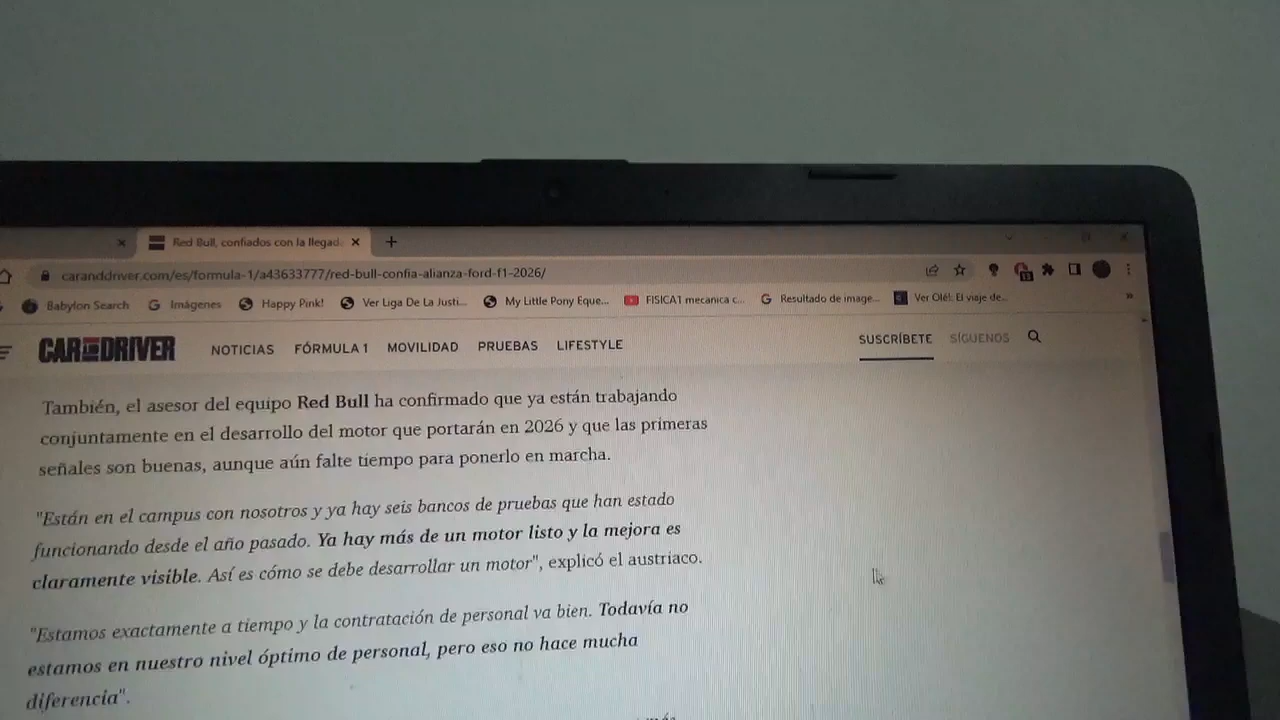 Red Bull, confiados con la llegad
caranddriver.com/es/formula-1/a43633777/red-bull-confia-alianza-ford-f1-2026/
Babylon Search Imágenes Happy Pink! Ver Liga De La Justi... My Little Pony Eque... FISICA1 mecanica c... Resultado de image... Ver Olé!: El viaje de...
CAR AND DRIVER NOTICIAS FÓRMULA 1 MOVILIDAD PRUEBAS LIFESTYLE SUSCRÍBETE SÍGUENOS
También, el asesor del equipo Red Bull ha confirmado que ya están trabajando
conjuntamente en el desarrollo del motor que portarán en 2026 y que las primeras
señales son buenas, aunque aún falte tiempo para ponerlo en marcha.
"Están en el campus con nosotros y ya hay seis bancos de pruebas que han estado
funcionando desde el año pasado. Ya hay más de un motor listo y la mejora es
claramente visible. Así es cómo se debe desarrollar un motor", explicó el austriaco.
"Estamos exactamente a tiempo y la contratación de personal va bien. Todavía no
estamos en nuestro nivel óptimo de personal, pero eso no hace mucha
diferencia".